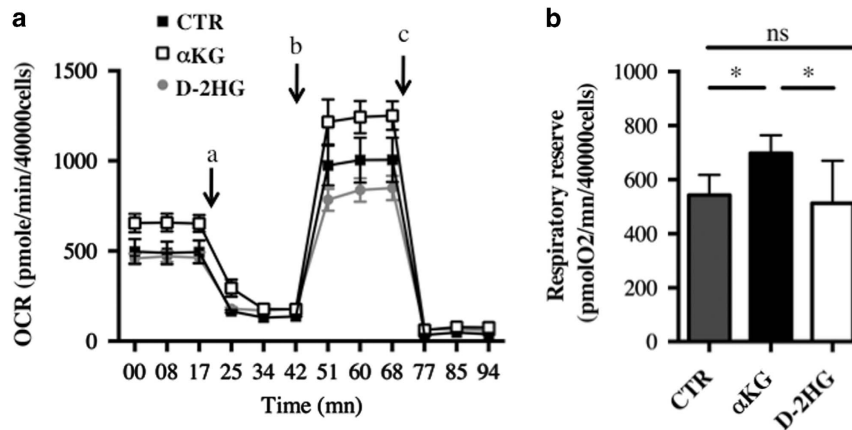 a
CTR
αKG
D-2HG
a
b
c
1500
1000
500
0
OCR (pmole/min/40000cells)
00 08 17 25 34 42 51 60 68 77 85 94
Time (mn)
b
ns
* *
1000
800
600
400
200
0
Respiratory reserve
(pmolO2/mn/40000cells)
CTR
αKG
D-2HG